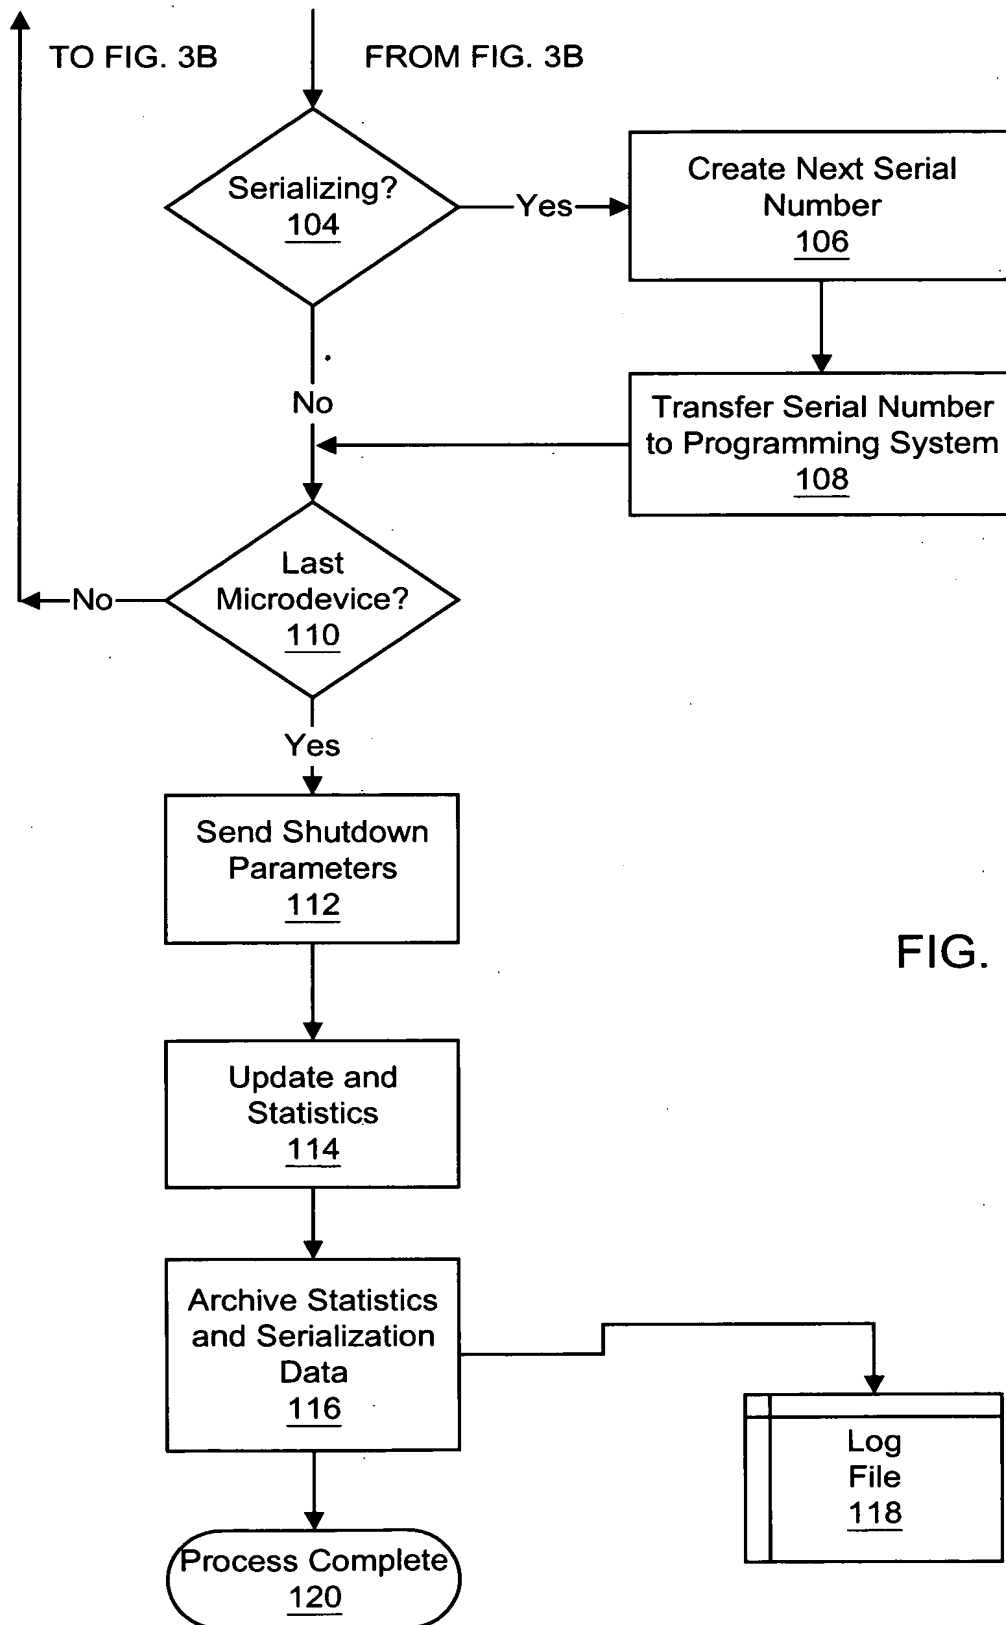 TO FIG. 3B
FROM FIG. 3B
Serializing?
104
Yes
Create Next Serial
Number
106
No
Transfer Serial Number
to Programming System
108
Last
Microdevice?
110
No
Yes
Send Shutdown
Parameters
112
FIG.
Update and
Statistics
114
Archive Statistics
and Serialization
Data
116
Log
File
118
Process Complete
120